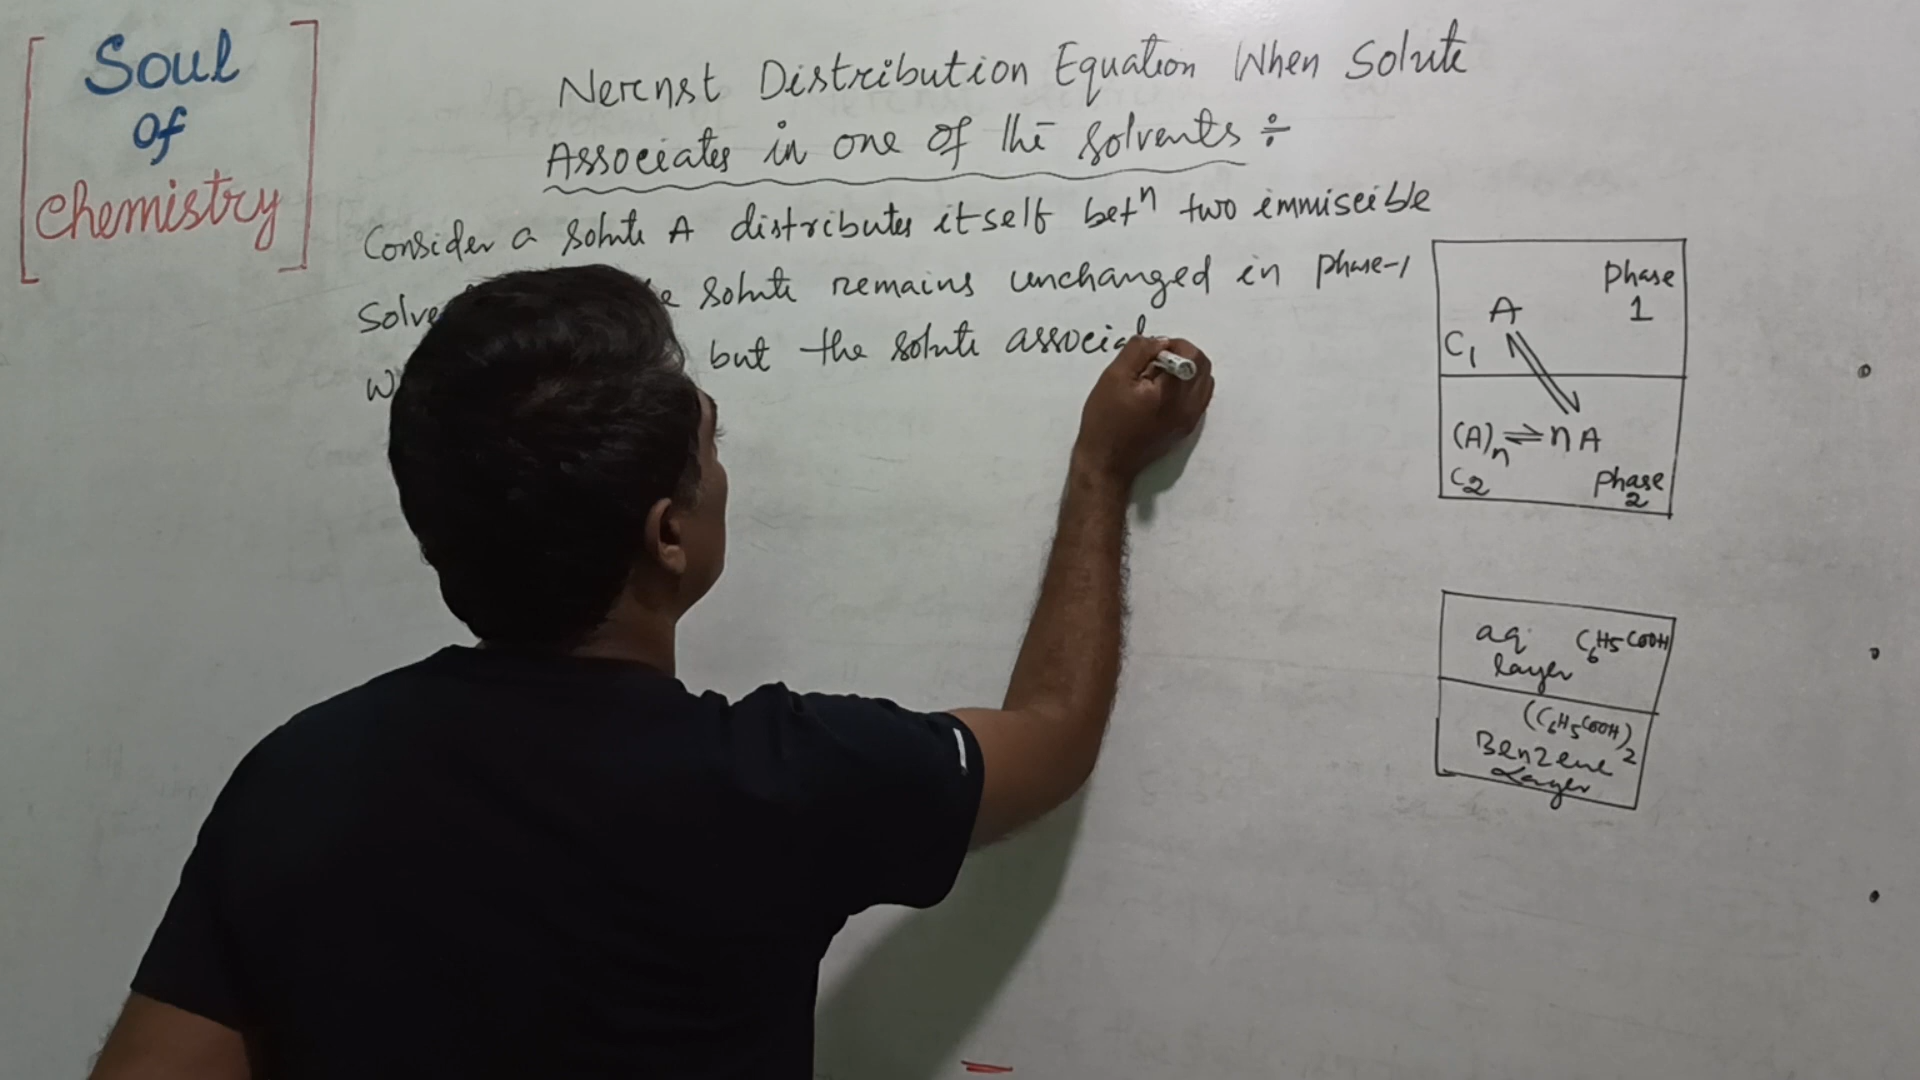 Soul
Of
Chemistry
Nernst Distribution Equation When Solute
Associates in one of the solvents ÷
Consider a solute A distributes itself betⁿ two immiscible
Solve solute remains unchanged in phase-1
but the solute associa
A
Phase
1
C₁
(A)ₙ ⇌ nA
C₂
Phase
2
aq C₆H₅COOH
layer
(C₆H₅COOH)₂
Benzene
Layer